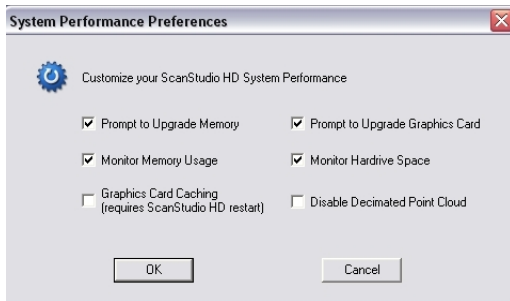 System Performance Preferences
Customize your ScanStudio HD System Performance
Prompt to Upgrade Memory
Prompt to Upgrade Graphics Card
Monitor Memory Usage
Monitor Hardrive Space
Graphics Card Caching
(requires ScanStudio HD restart)
Disable Decimated Point Cloud
OK
Cancel